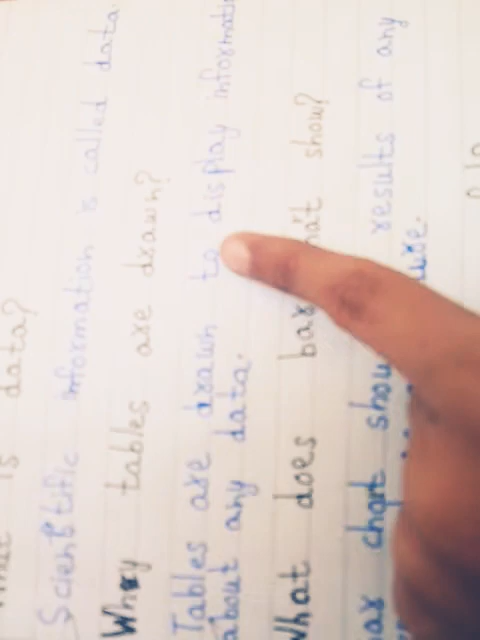 is data?
Scientific information is called data.
Why tables are drawn?
Tables are drawn to display
about any data.
What does bar show?
chart results of any